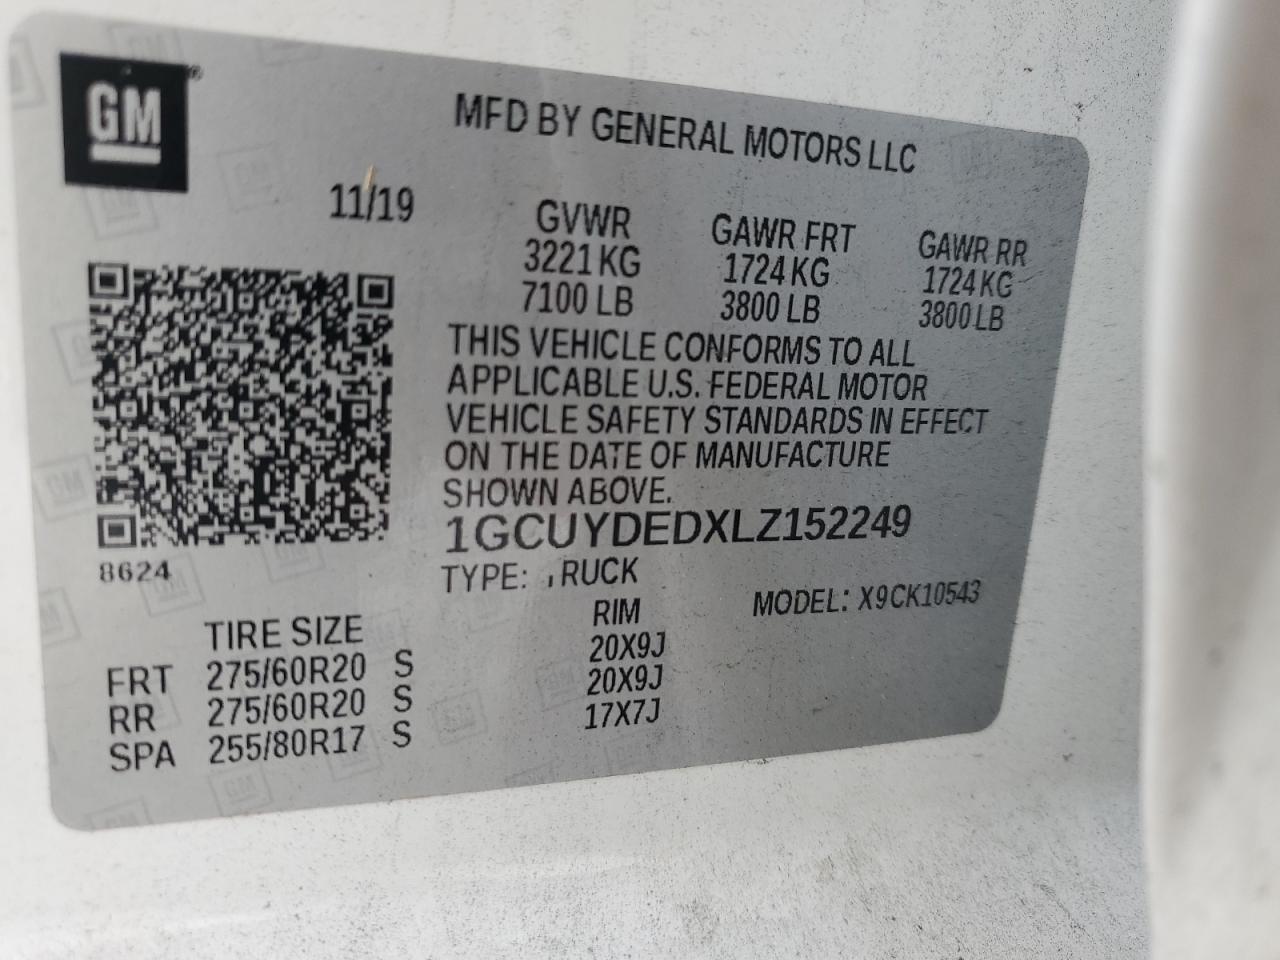 GM®
MFD BY GENERAL MOTORS LLC
11/19
GVWR GAWR FRT GAWR RR
3221 KG 1724 KG 1724 KG
7100 LB 3800 LB 3800 LB
THIS VEHICLE CONFORMS TO ALL
APPLICABLE U.S. FEDERAL MOTOR
VEHICLE SAFETY STANDARDS IN EFFECT
ON THE DATE OF MANUFACTURE
SHOWN ABOVE.
1GCUYDEDXLZ152249
8624
TYPE: TRUCK
MODEL: X9CK10543
TIRE SIZE RIM
FRT 275/60R20 S 20X9J
RR 275/60R20 S 20X9J
SPA 255/80R17 S 17X7J